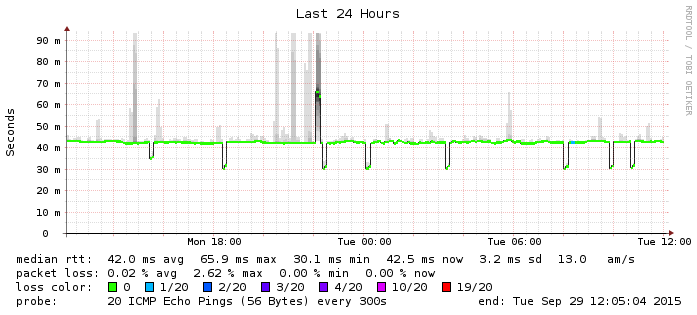 Last 24 Hours
RRDTOOL / TOBI OETIKER
Seconds
90 m
80 m
70 m
60 m
50 m
40 m
30 m
20 m
10 m
0
Mon 18:00 Tue 00:00 Tue 06:00 Tue 12:00
median rtt: 42.0 ms avg 65.9 ms max 30.1 ms min 42.5 ms now 3.2 ms sd 13.0 am/s
packet loss: 0.02 % avg 2.62 % max 0.00 % min 0.00 % now
loss color: 0 1/20 2/20 3/20 4/20 10/20 19/20
probe: 20 ICMP Echo Pings (56 Bytes) every 300s end: Tue Sep 29 12:05:04 2015